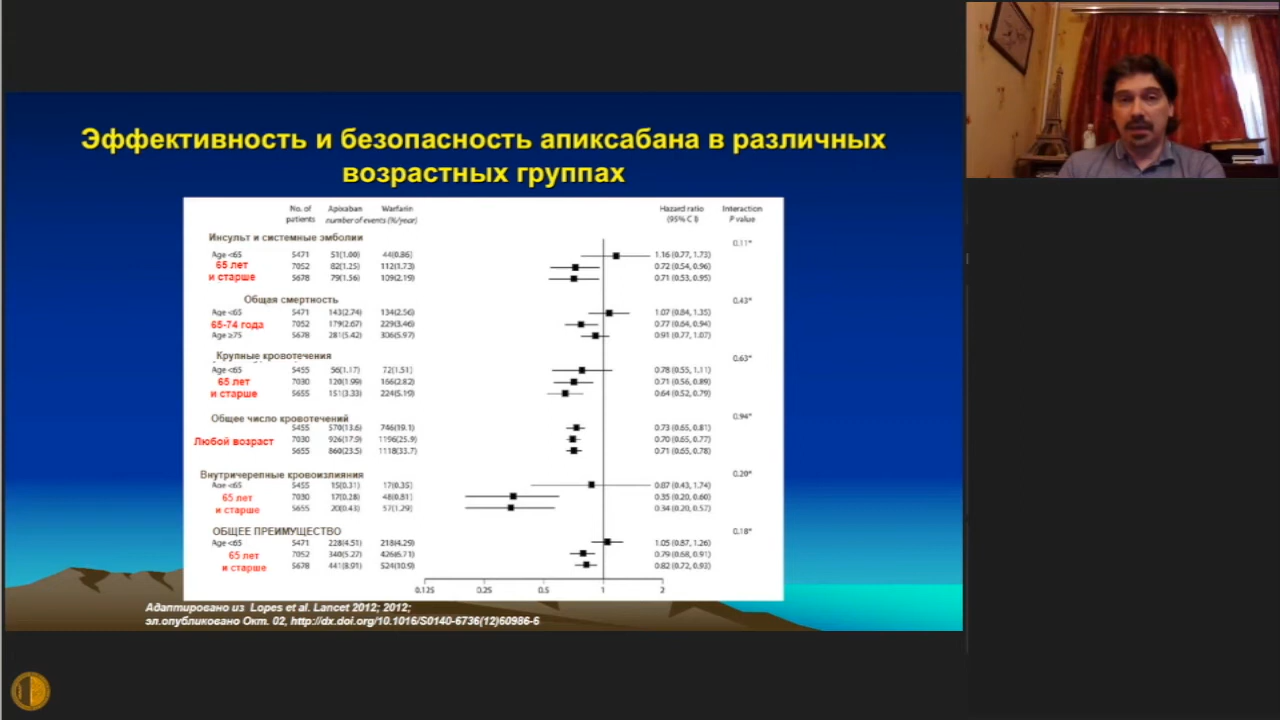 Эффективность и безопасность апиксабана в различных
возрастных группах
No. of patients Apixaban Warfarin number of events (%/year) Hazard ratio (95% CI) Interaction P value
Инсульт и системные эмболии 0.11*
Age <65 5471 51(1.00) 44(0.86) 1.16 (0.77, 1.73)
65 лет 7052 82(1.25) 112(1.73) 0.72 (0.54, 0.96)
и старше 5678 79(1.56) 109(2.19) 0.71 (0.53, 0.95)
Общая смертность 0.43*
Age <65 5471 143(2.74) 134(2.56) 1.07 (0.84, 1.35)
65-74 года 7052 179(2.67) 229(3.46) 0.77 (0.64, 0.94)
Age ≥75 5678 281(5.42) 306(5.97) 0.91 (0.77, 1.07)
Крупные кровотечения 0.63*
Age <65 5455 56(1.17) 72(1.51) 0.78 (0.55, 1.11)
65 лет 7030 120(1.99) 166(2.82) 0.71 (0.56, 0.89)
и старше 5655 151(3.33) 224(5.19) 0.64 (0.52, 0.79)
Общее число кровотечений 0.94*
5455 570(13.6) 746(19.1) 0.73 (0.65, 0.81)
Любой возраст 7030 926(17.9) 1196(25.9) 0.70 (0.65, 0.77)
5655 860(23.5) 1118(33.7) 0.71 (0.65, 0.78)
Внутричерепные кровоизлияния 0.20*
Age <65 5455 15(0.31) 17(0.35) 0.87 (0.43, 1.74)
65 лет 7030 17(0.28) 48(0.81) 0.35 (0.20, 0.60)
и старше 5655 20(0.43) 57(1.29) 0.34 (0.20, 0.57)
ОБЩЕЕ ПРЕИМУЩЕСТВО 0.18*
Age <65 5471 228(4.51) 218(4.29) 1.05 (0.87, 1.26)
65 лет 7052 340(5.27) 426(6.71) 0.79 (0.68, 0.91)
и старше 5678 441(8.91) 524(10.9) 0.82 (0.72, 0.93)
0.125 0.25 0.5 1 2
Адаптировано из Lopes et al. Lancet 2012; 2012;
эл.опубликовано Окт. 02, http://dx.doi.org/10.1016/S0140-6736(12)60986-6